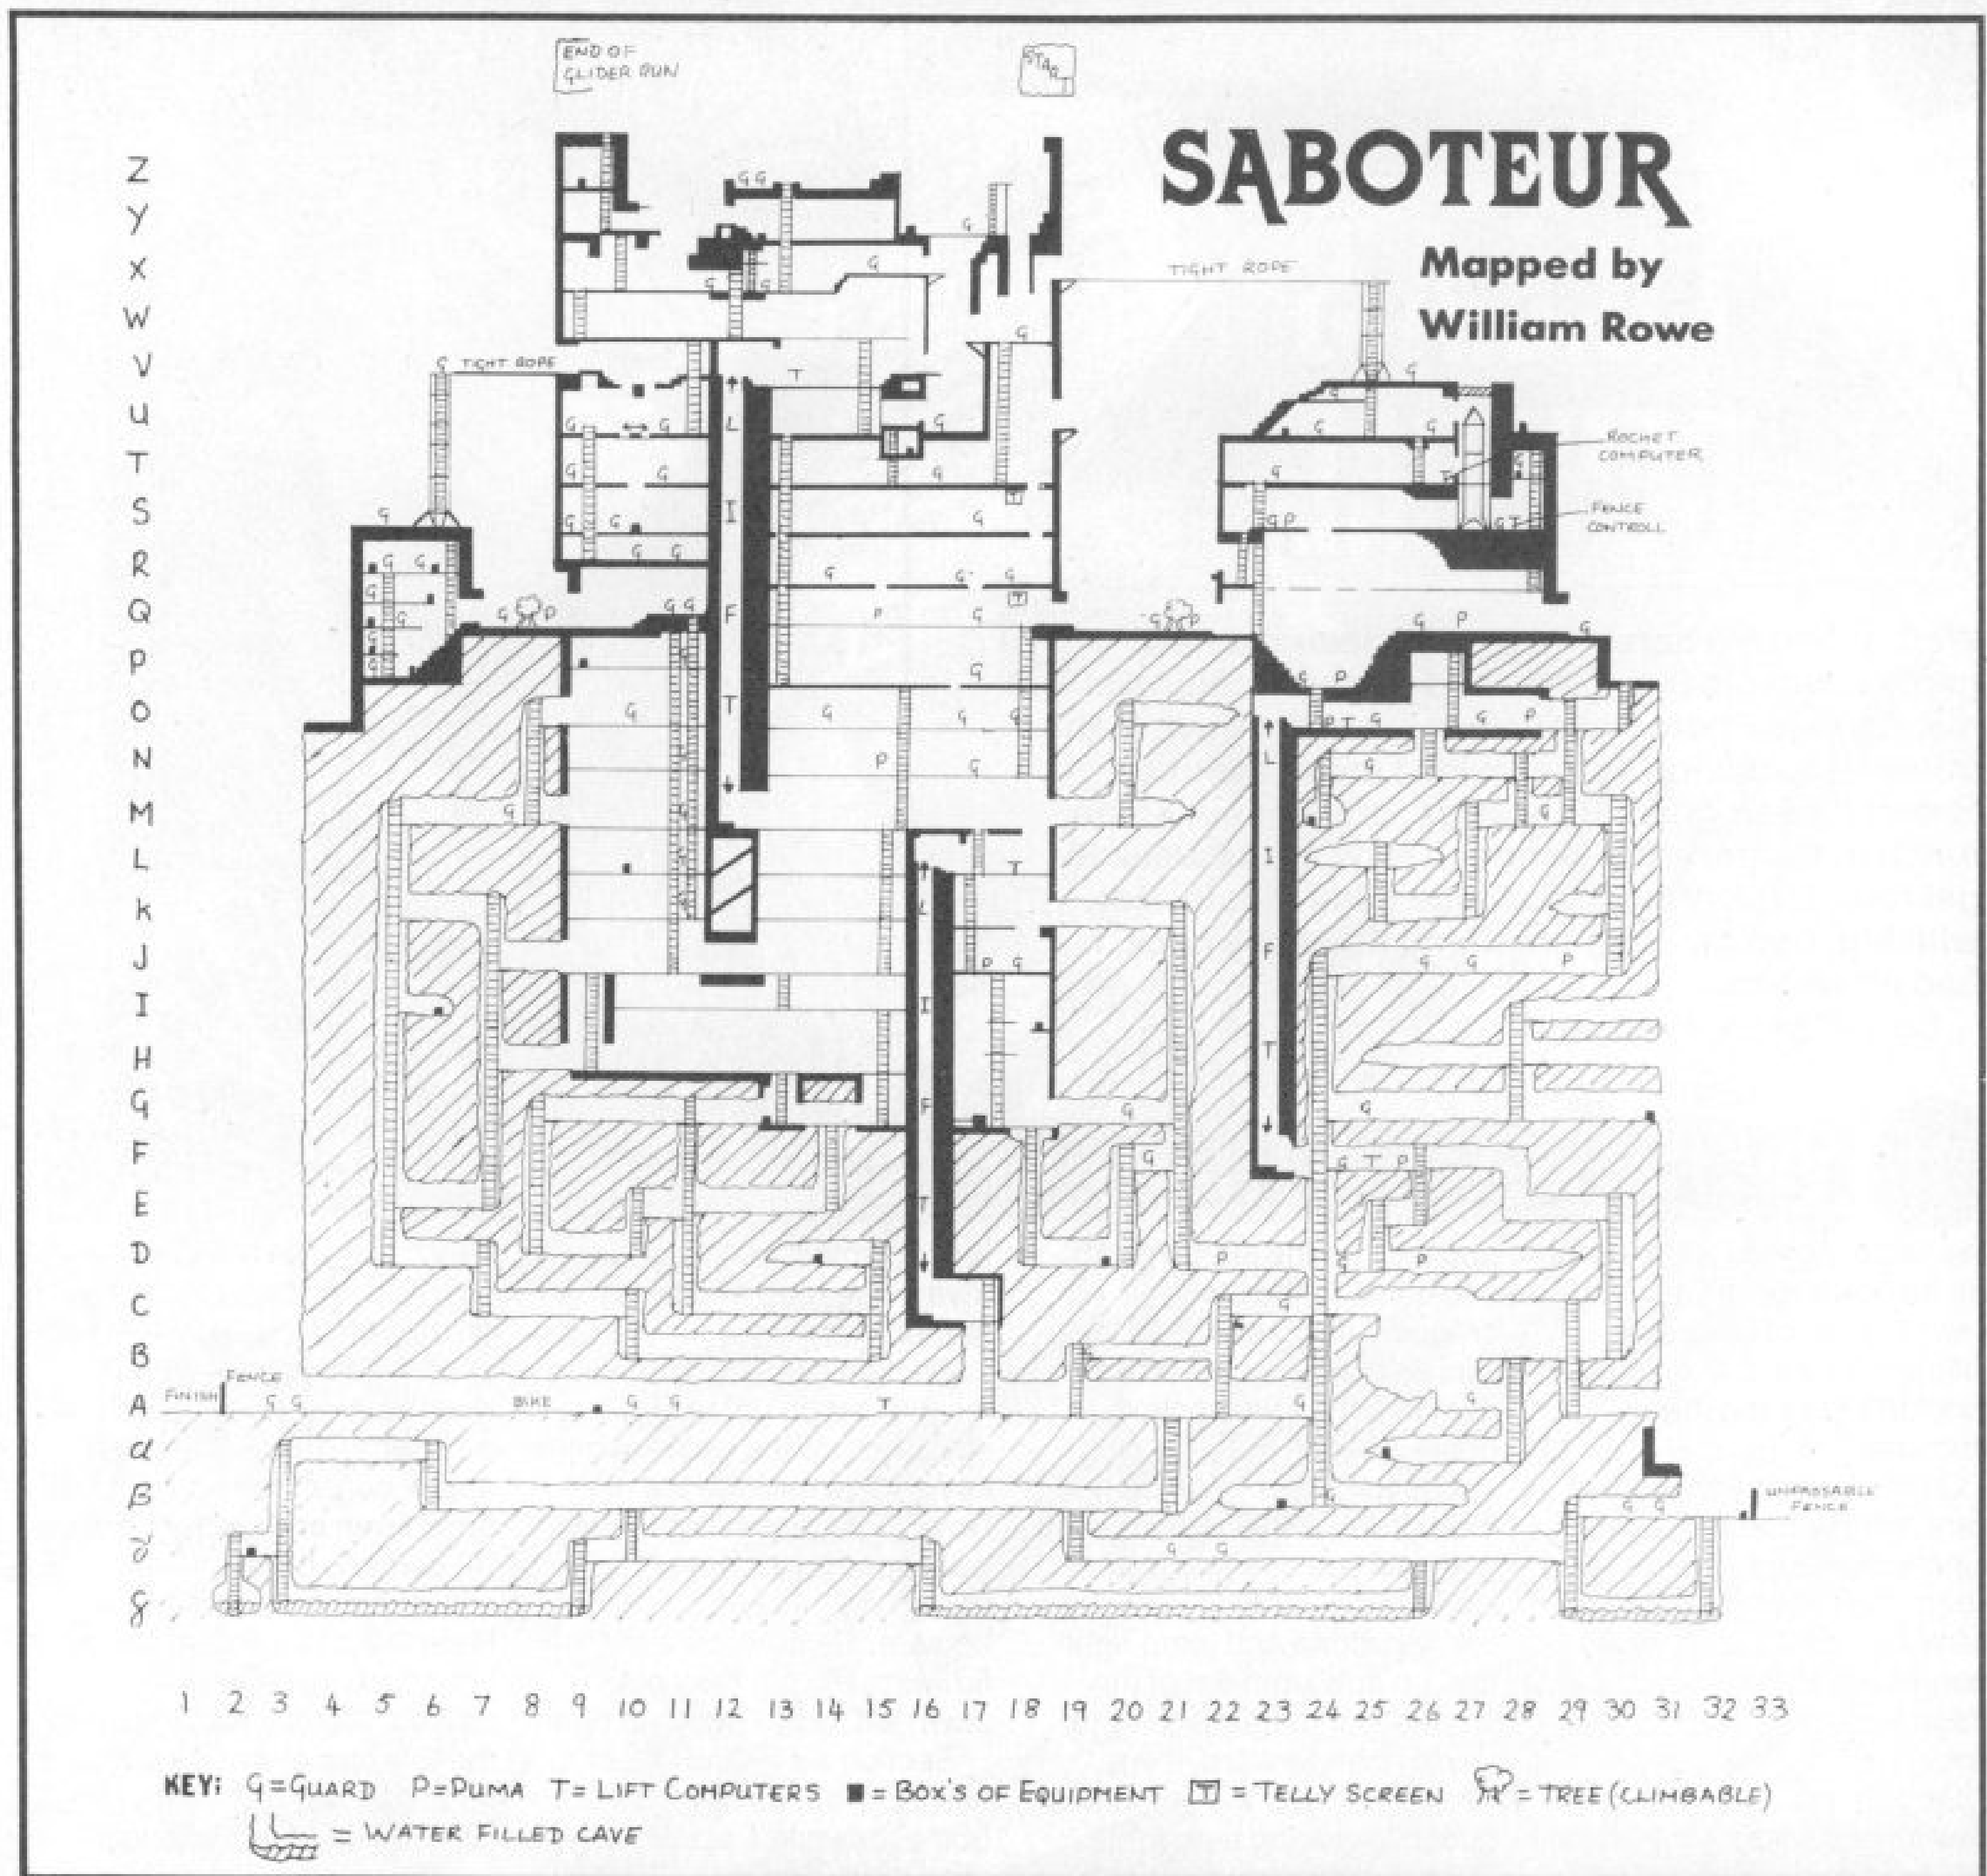 END OF
GLIDER RUN
START
SABOTEUR
Mapped by
William Rowe
TIGHT ROPE
TIGHT ROPE
ROCKET
COMPUTER
FENCE
CONTROLL
LIFT
LIFT
LIFT
Z
Y
X
W
V
U
T
S
R
Q
P
O
N
M
L
K
J
I
H
G
F
E
D
C
B
A
FINISH
FENCE
BIKE
α
β
γ
δ
UNPASSABLE
FENCE
1 2 3 4 5 6 7 8 9 10 11 12 13 14 15 16 17 18 19 20 21 22 23 24 25 26 27 28 29 30 31 32 33
KEY: G=GUARD P=PUMA T=LIFT COMPUTERS ■=BOX'S OF EQUIPMENT T=TELLY SCREEN =TREE (CLIMBABLE)
= WATER FILLED CAVE